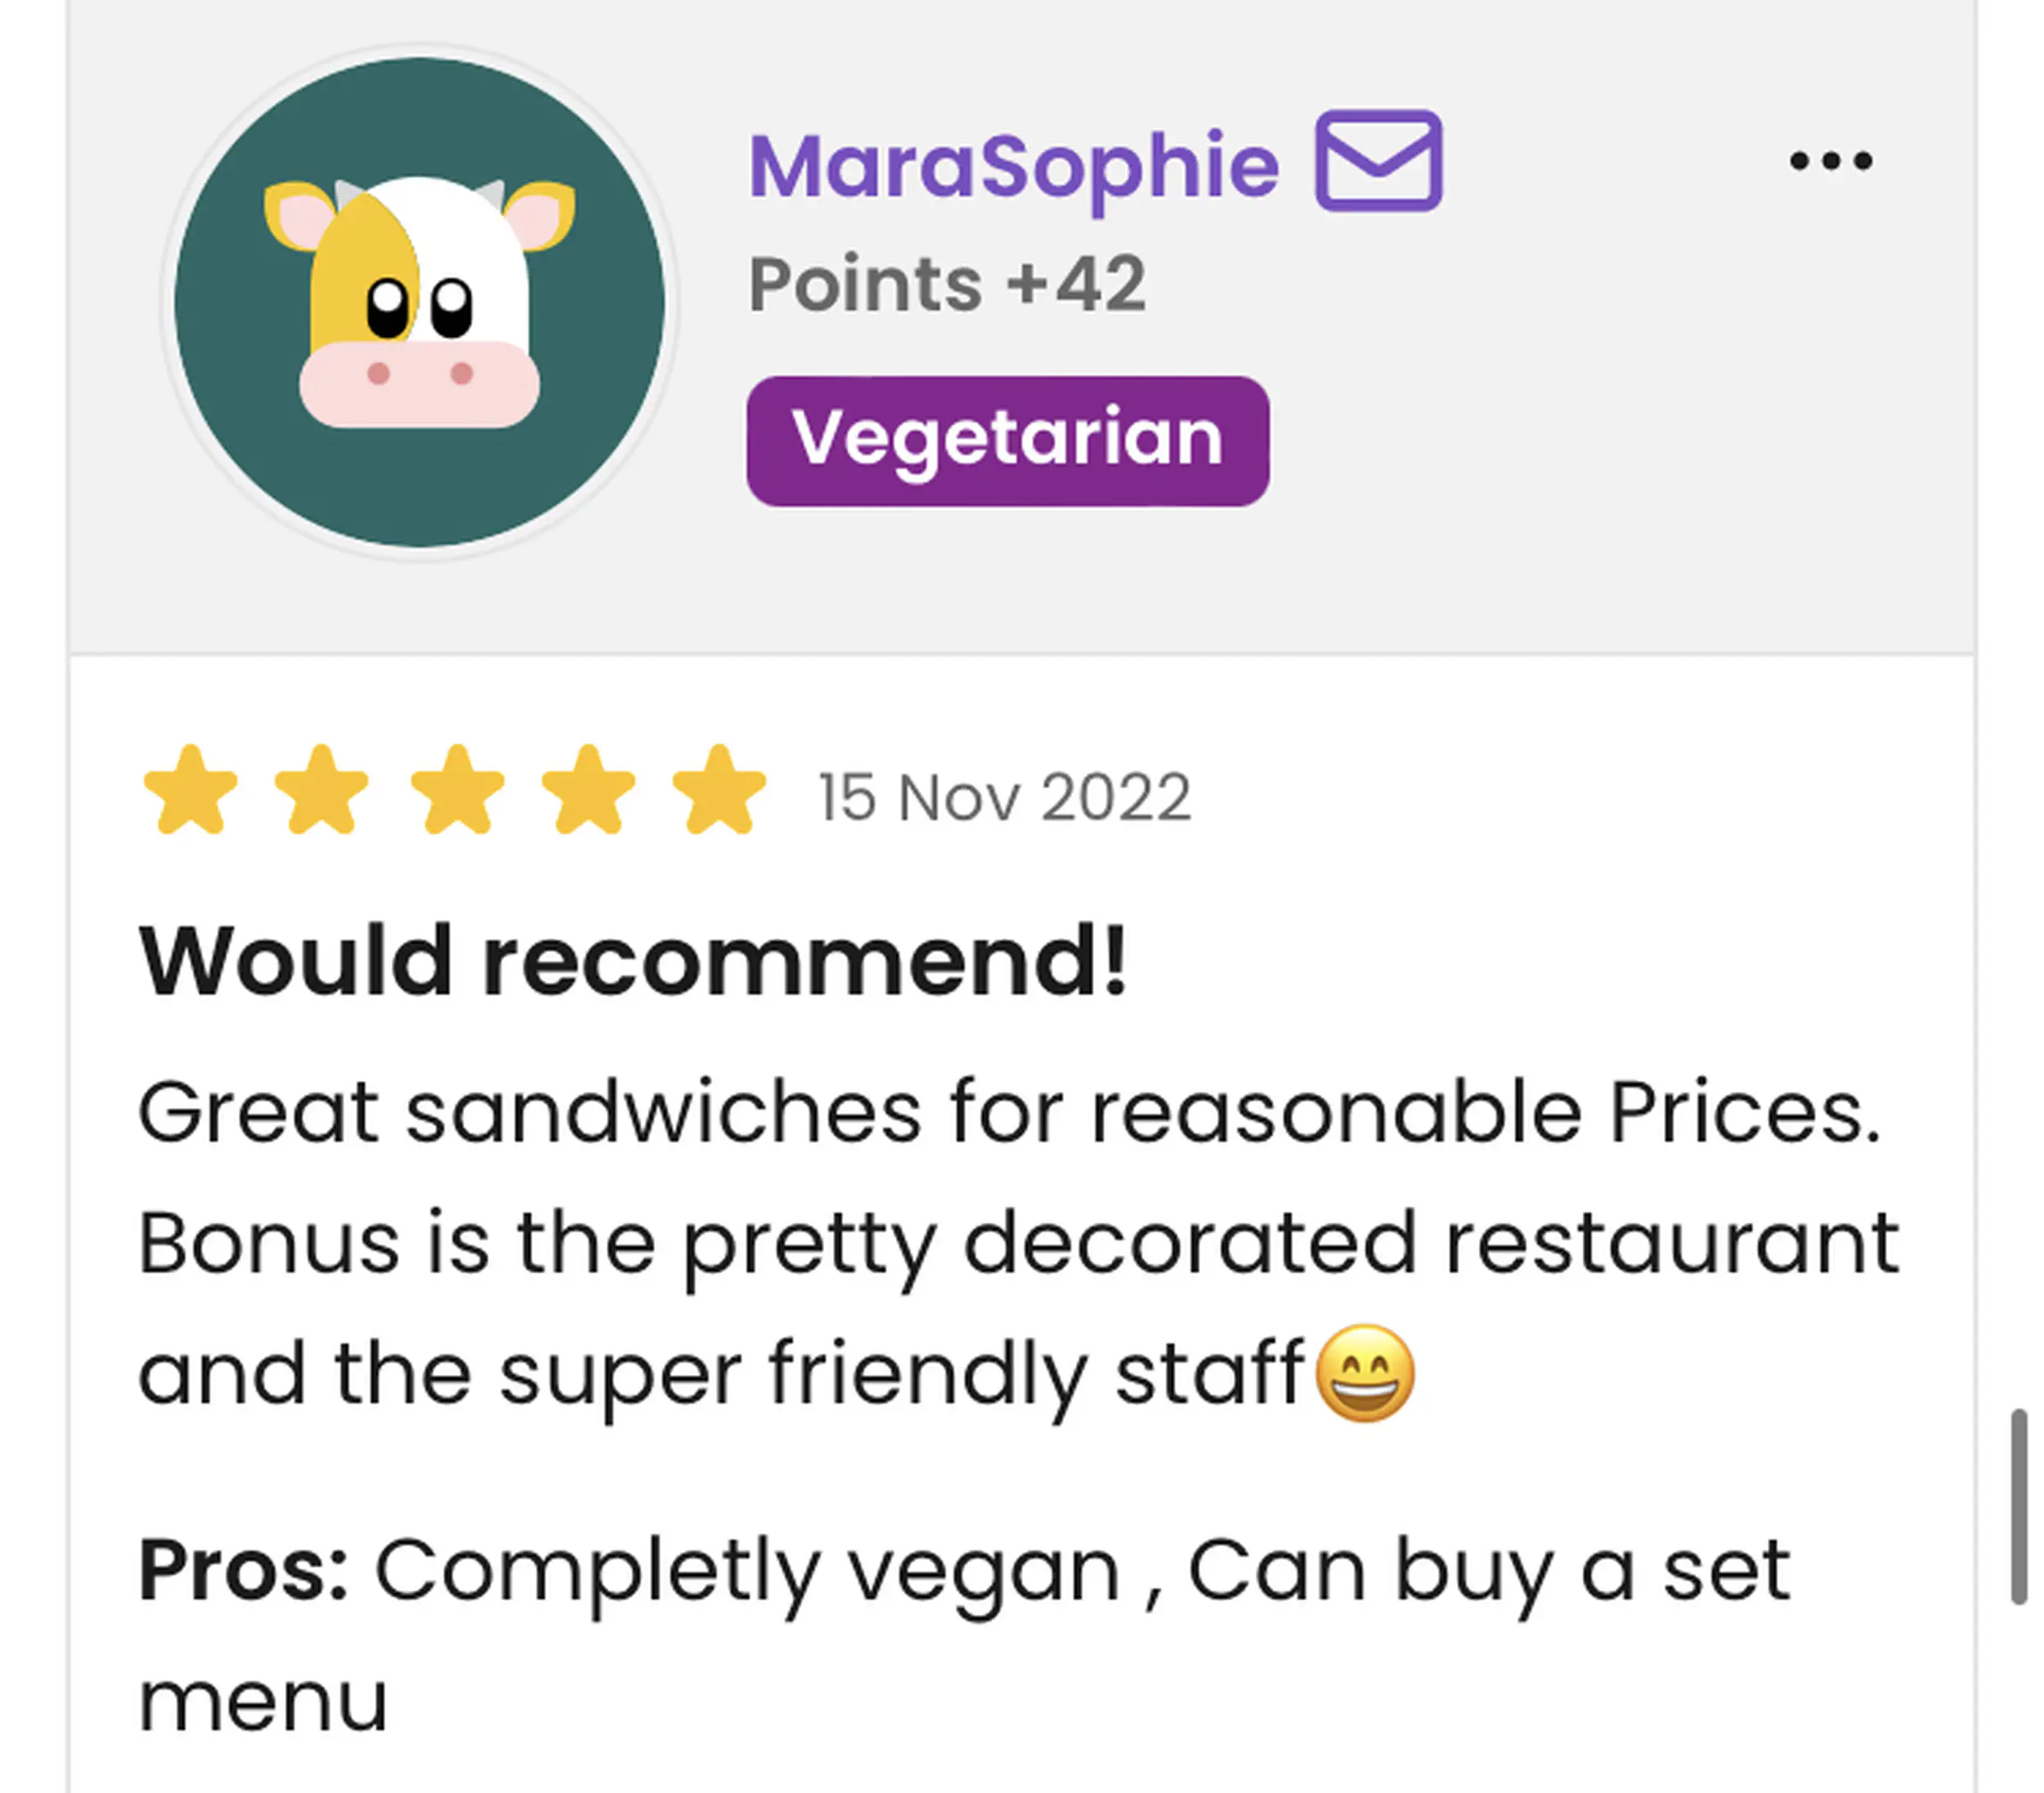 MaraSophie
Points +42
Vegetarian
15 Nov 2022
Would recommend!
Great sandwiches for reasonable Prices.
Bonus is the pretty decorated restaurant
and the super friendly staff😄
Pros: Completly vegan , Can buy a set
menu